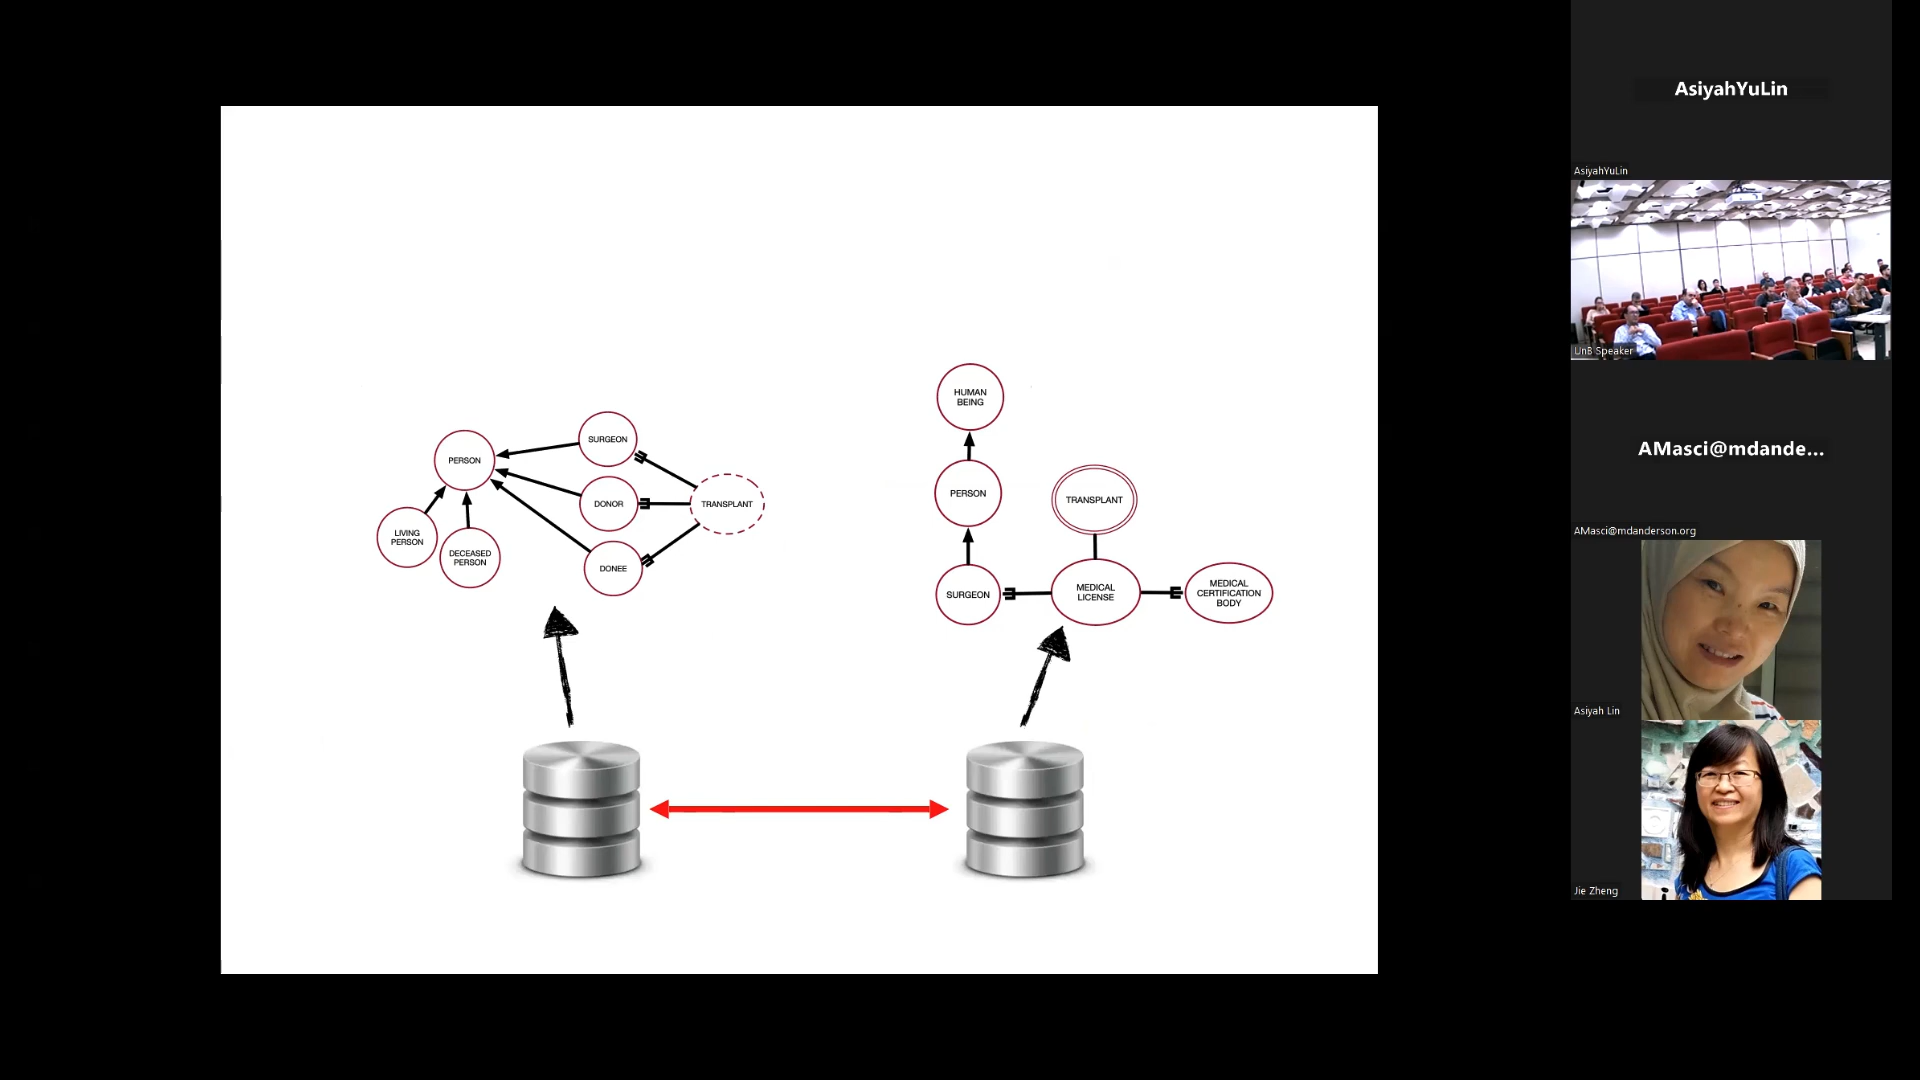 PERSON
SURGEON
DONOR
TRANSPLANT
LIVING
PERSON
DECEASED
PERSON
DONEE
HUMAN
BEING
PERSON
TRANSPLANT
SURGEON
MEDICAL
LICENSE
MEDICAL
CERTIFICATION
BODY
AsiyahYuLin
AsiyahYuLin
UnB Speaker
AMasci@mdande...
AMasci@mdanderson.org
Asiyah Lin
Jie Zheng